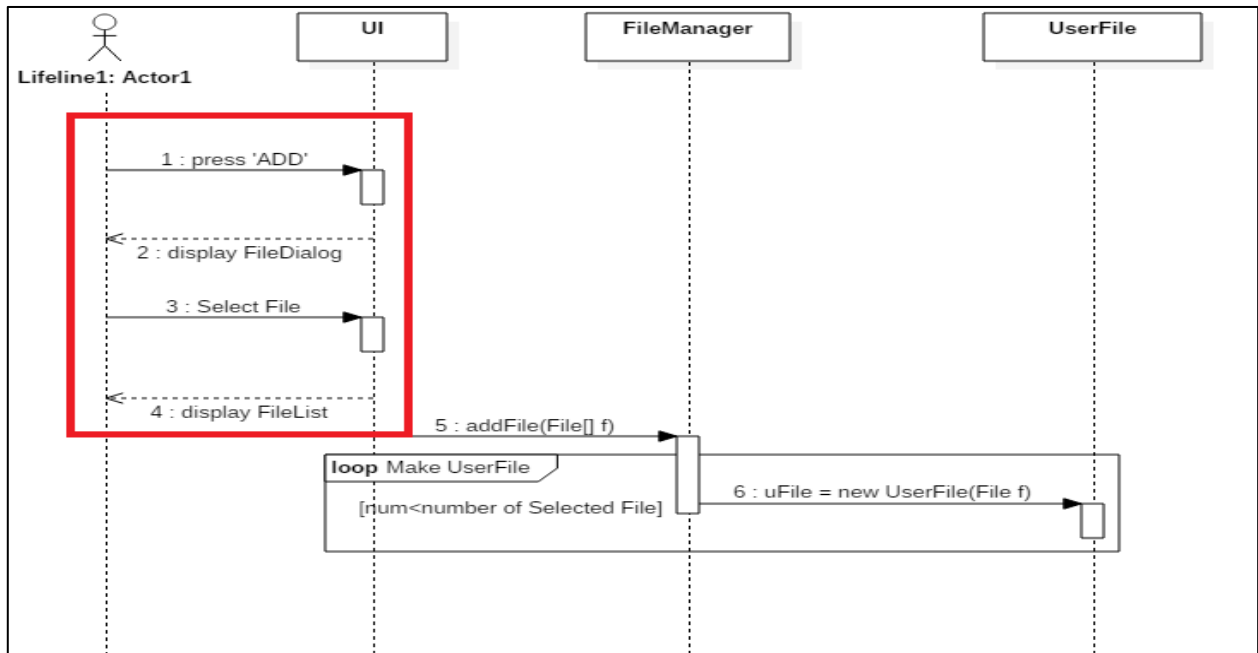 UI
FileManager
UserFile
Lifeline1: Actor1
1 : press 'ADD'
2 : display FileDialog
3 : Select File
4 : display FileList
5 : addFile(File[] f)
loop Make UserFile
[num<number of Selected File]
6 : uFile = new UserFile(File f)